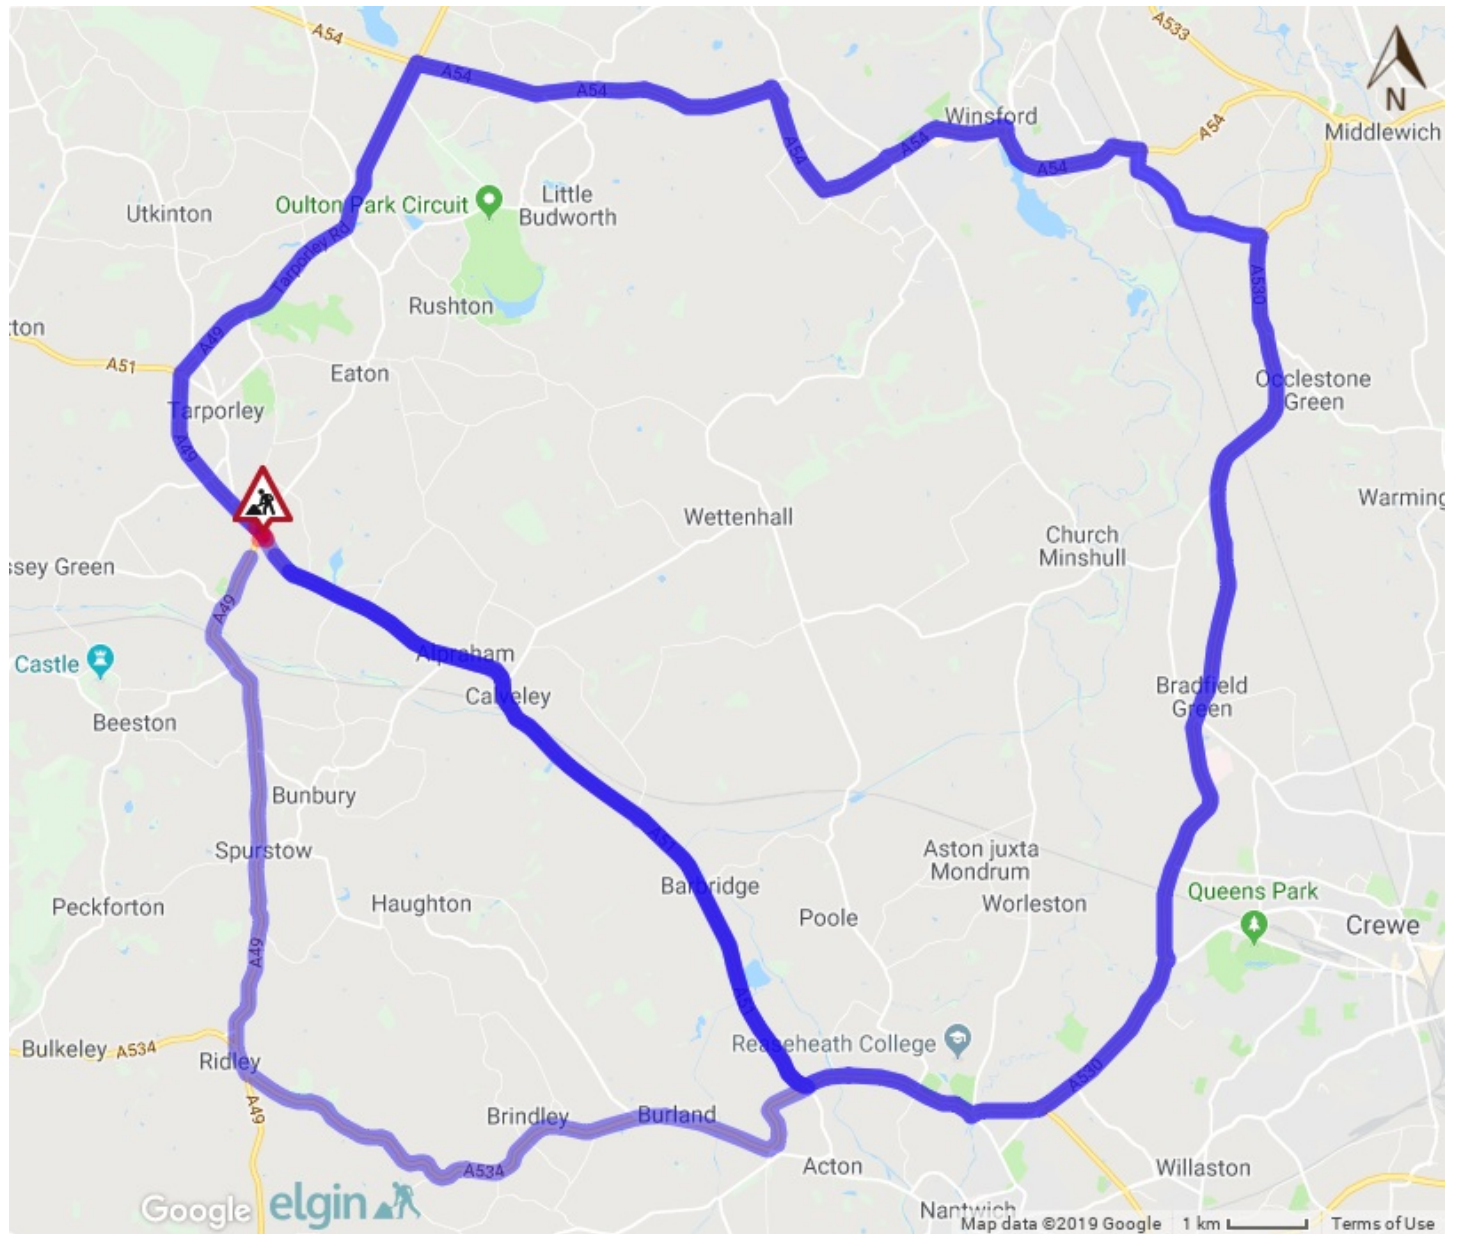 A54
A533
A54
A54
Winsford
A54
Middlewich
N
A54
A54
A54
Oulton Park Circuit
Little
Budworth
Utkinton
Tarporley Rd
A530
Rushton
xton
A49
A51
Eaton
Occlestone
Green
Tarporley
A49
Wettenhall
Warming
Church
Minshull
ssey Green
A49
Alpraham
Castle
Calveley
Bradfield
Green
Beeston
Bunbury
A51
Spurstow
Aston juxta
Mondrum
Barbridge
Queens Park
Peckforton
Haughton
Worleston
Poole
Crewe
A49
A51
Bulkeley
A534
Reaseheath College
Ridley
A530
A49
Brindley
Burland
A534
Acton
Willaston
Google
elgin
Nantwich
Map data ©2019 Google
1 km
Terms of Use